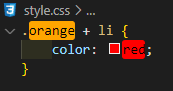 style.css > ...
.orange + li {
color: red;
}